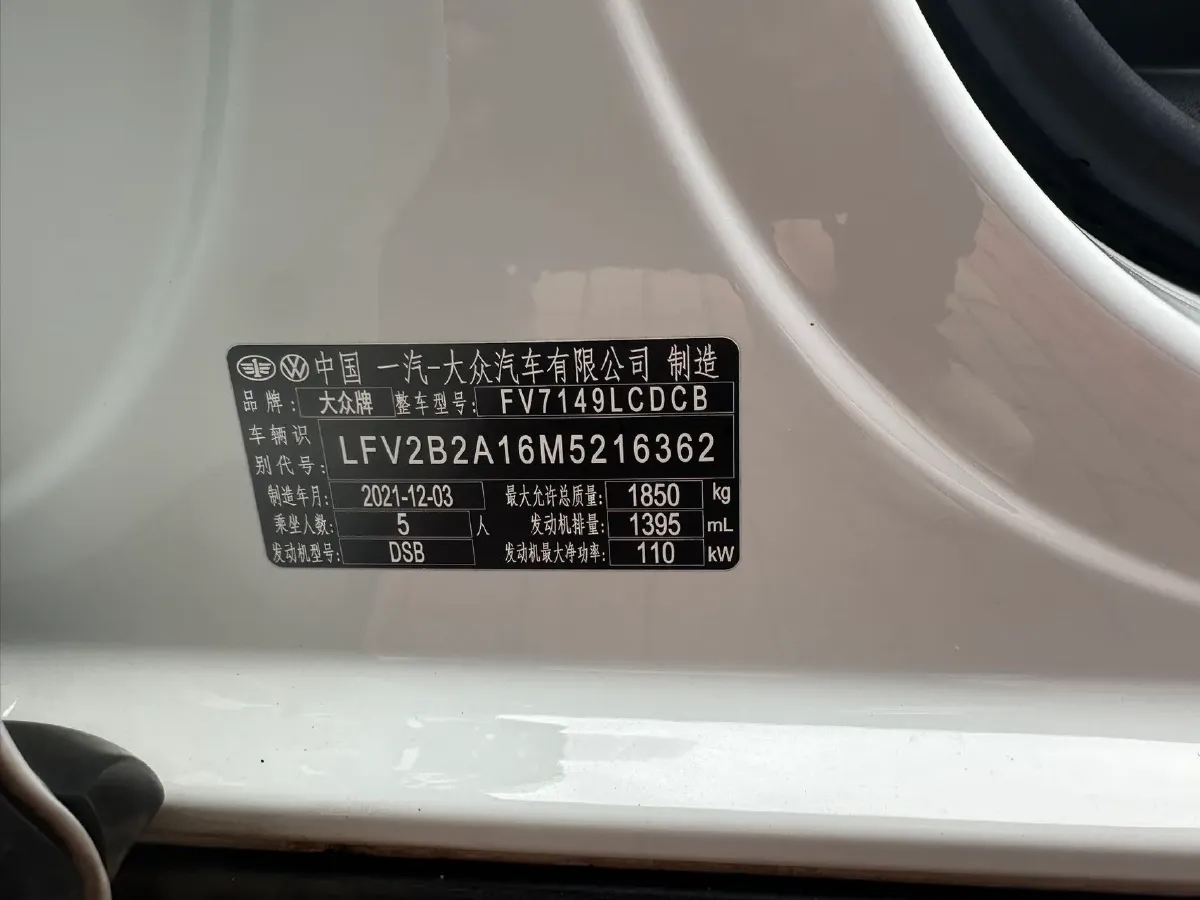 中国 一汽-大众汽车有限公司 制造
品牌: 大众牌 整车型号: FV7149LCDCB
车辆识别代号: LFV2B2A16M5216362
制造年月: 2021-12-03 最大允许总质量: 1850 kg
乘坐人数: 5 人 发动机排量: 1395 mL
发动机型号: DSB 发动机最大净功率: 110 kW